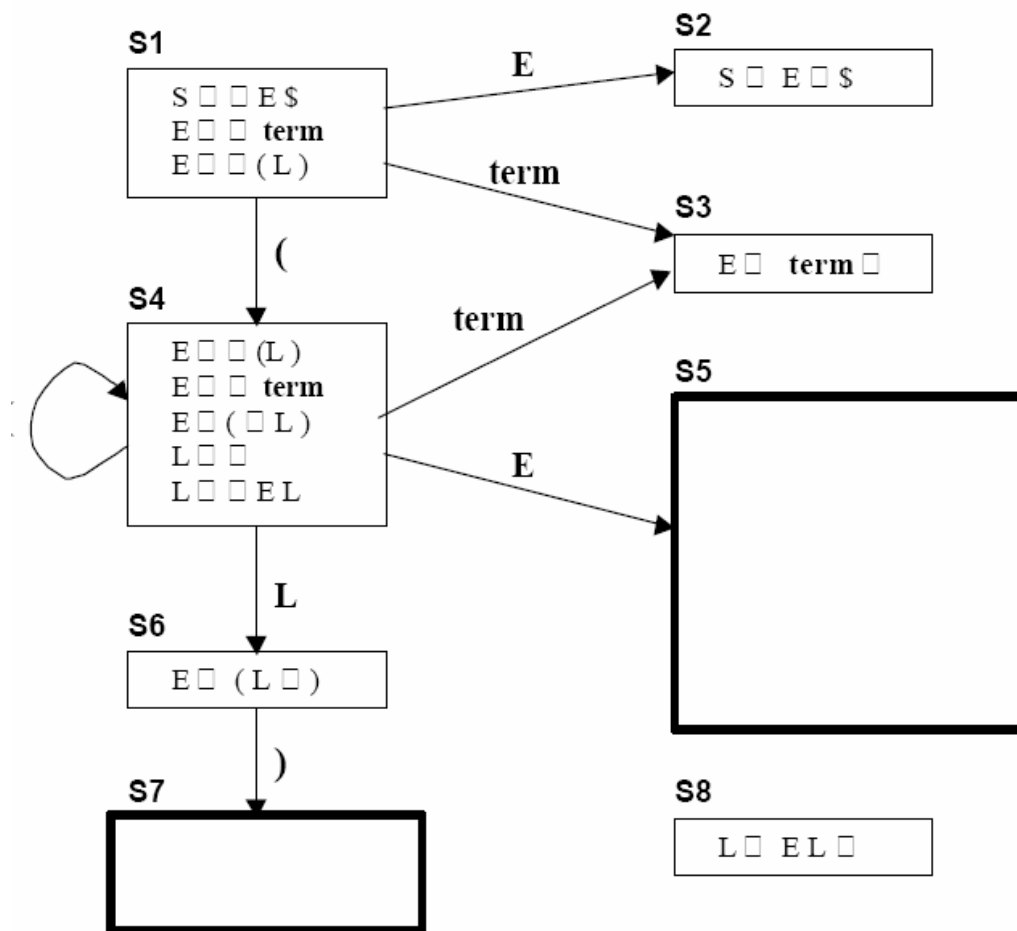 S1
S □ □ E $
E □ □ term
E □ □ ( L )
E
S2
S □ E □ $
term
S3
E □ term □
(
S4
E □ □ ( L )
E □ □ term
E □ ( □ L )
L □ □
L □ □ E L
term
E
S5
L
S6
E □ ( L □ )
)
S7
S8
L □ E L □